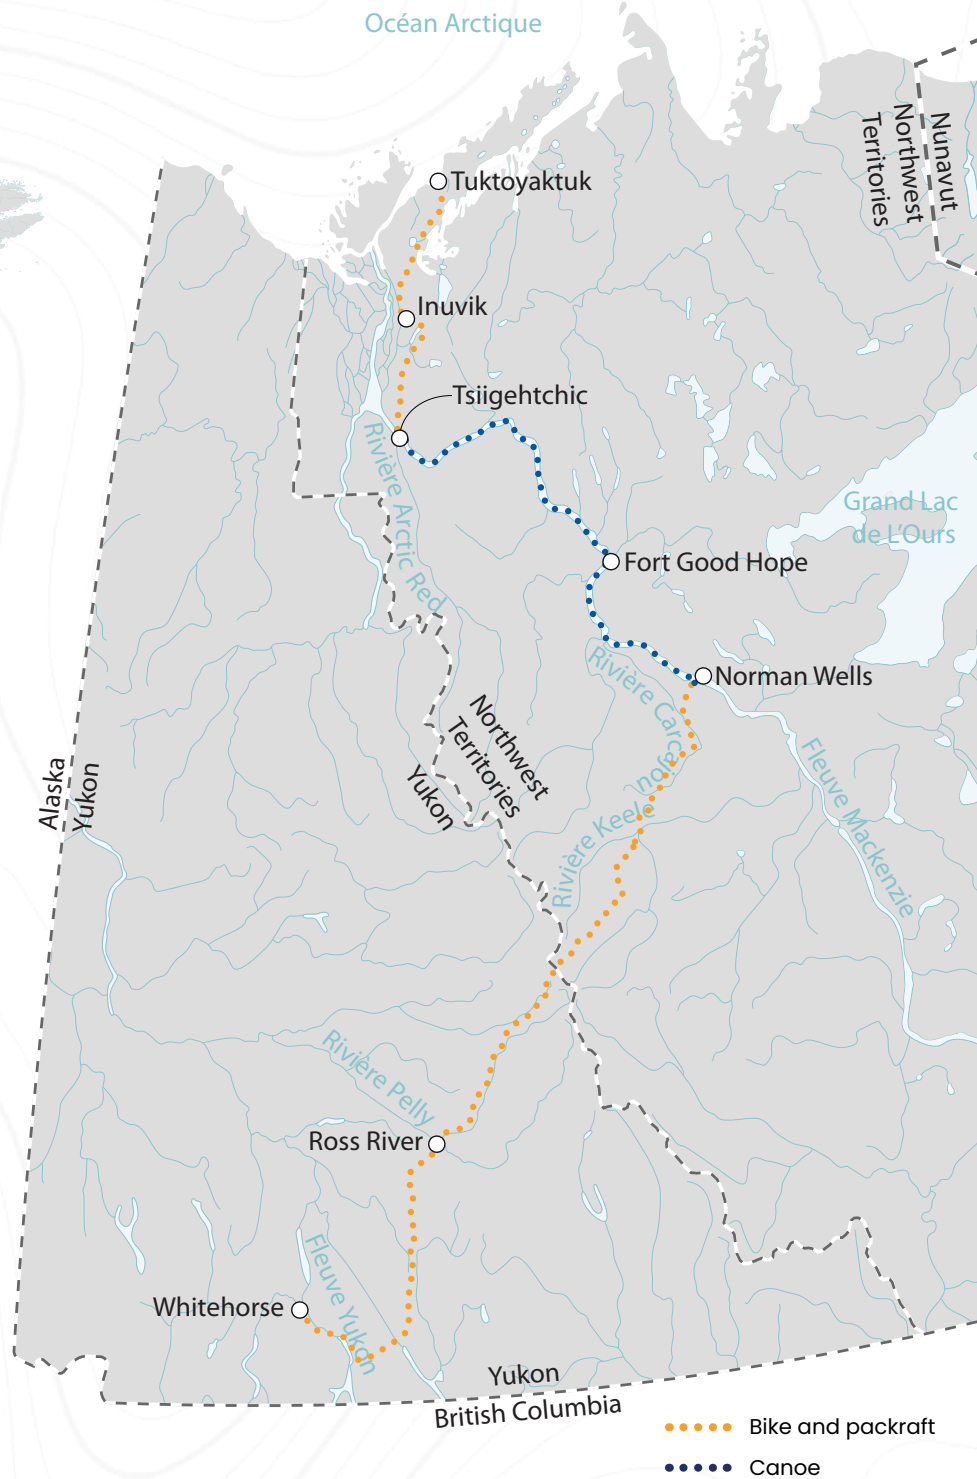 Océan Arctique
Nunavut
Northwest
Territories
Tuktoyaktuk
Inuvik
Tsiigehtchic
Rivière Arctic Red
Grand Lac
de L'Ours
Fort Good Hope
Norman Wells
Rivière Carcajou
Northwest
Territories
Yukon
Alaska
Yukon
Rivière Keele
Fleuve Mackenzie
Rivière Pelly
Ross River
Fleuve Yukon
Whitehorse
Yukon
British Columbia
Bike and packraft
Canoe